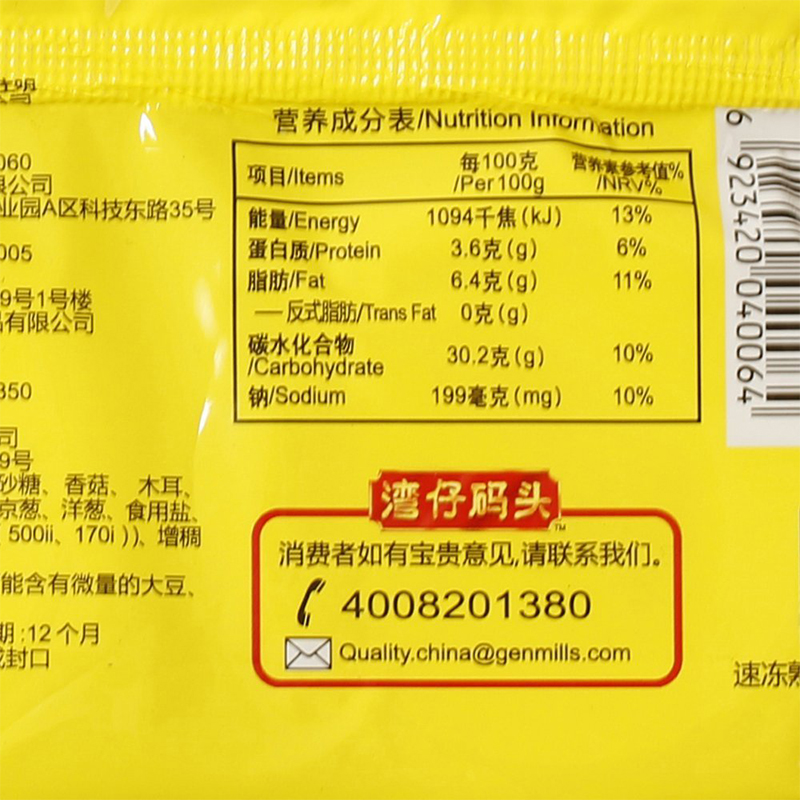 营养成分表/Nutrition Information
项目/Items 每100克/Per 100g 营养素参考值%/NRV%
能量/Energy 1094千焦(kJ) 13%
蛋白质/Protein 3.6克(g) 6%
脂肪/Fat 6.4克(g) 11%
——反式脂肪/Trans Fat 0克(g)
碳水化合物
/Carbohydrate 30.2克(g) 10%
钠/Sodium 199毫克(mg) 10%
060
限公司
业园A区科技东路35号
005
9号1号楼
品有限公司
350
司
9号
砂糖、香菇、木耳、
京葱、洋葱、食用盐、
500ii、170i))、增稠
能含有微量的大豆、
期:12个月
封口
湾仔码头™
消费者如有宝贵意见,请联系我们。
4008201380
Quality.china@genmills.com
6 923420 040064
速冻熟